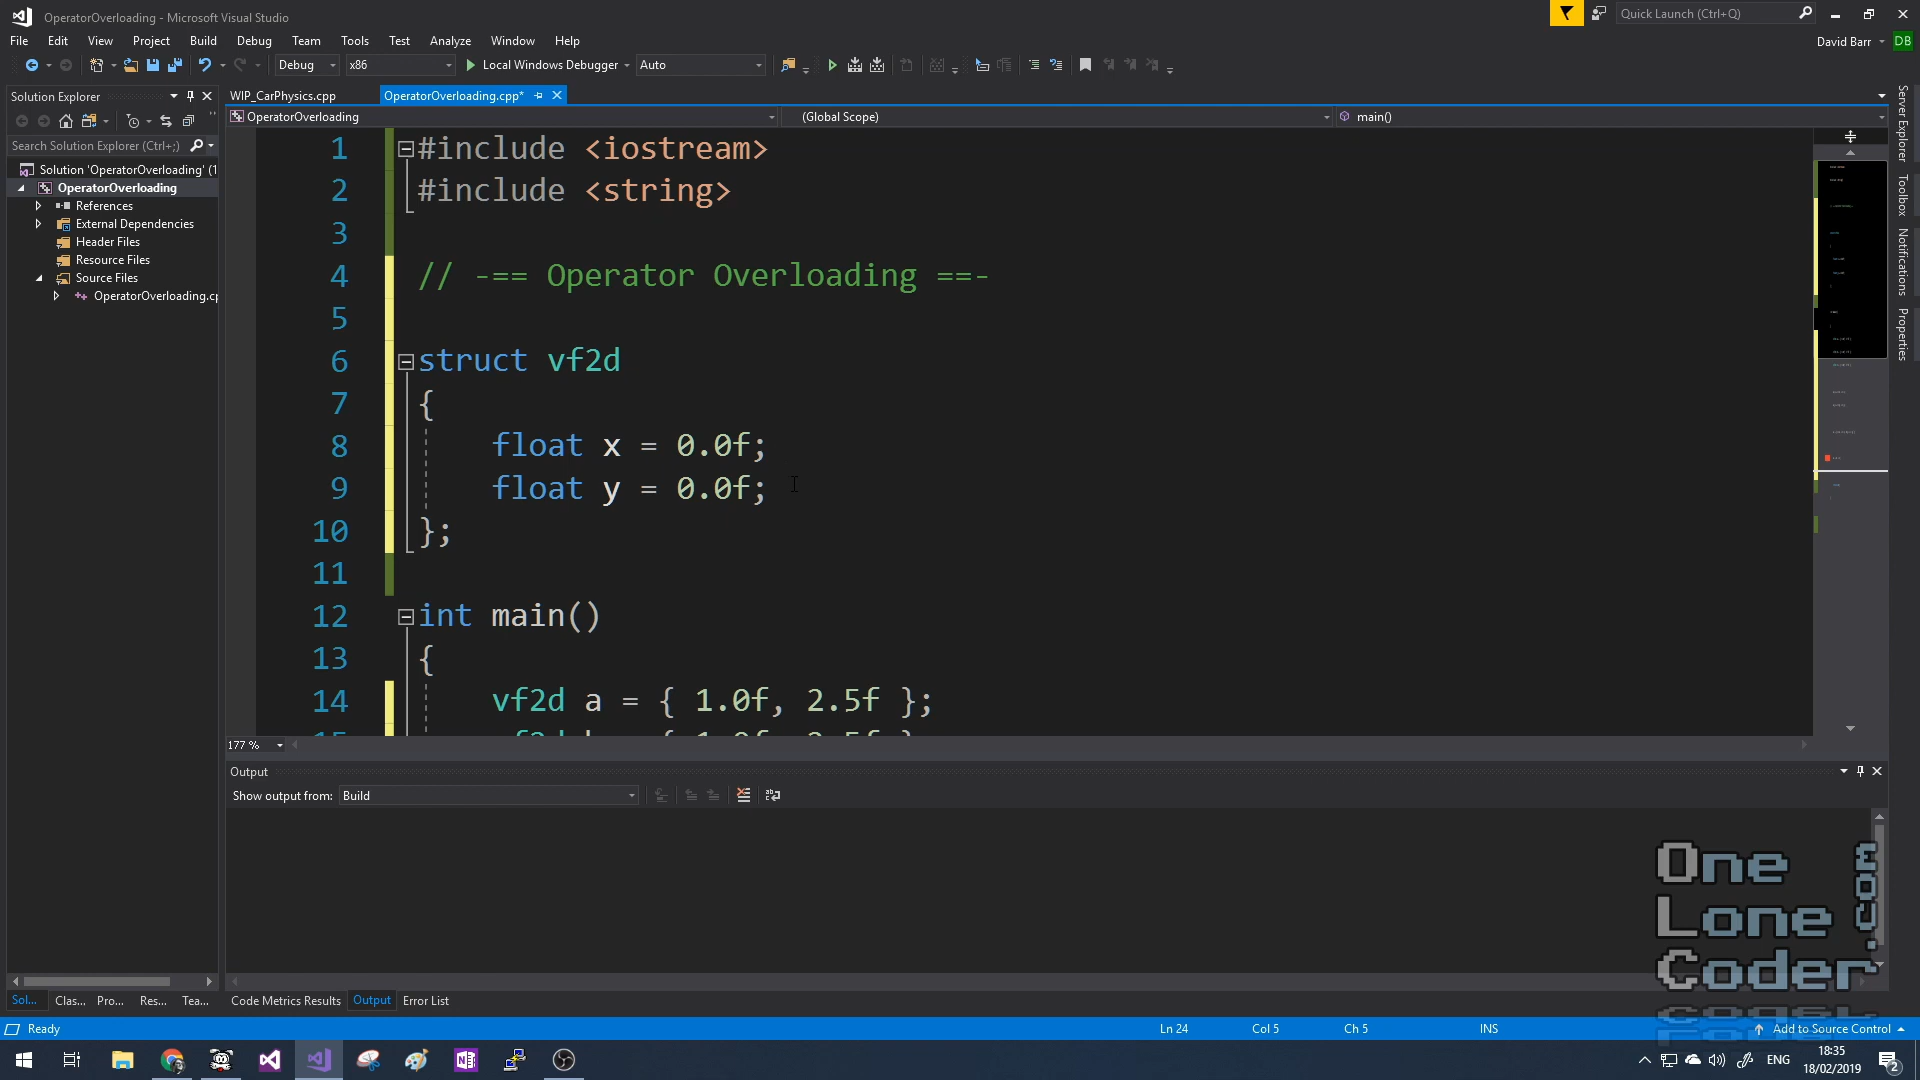 OperatorOverloading - Microsoft Visual Studio
Quick Launch (Ctrl+Q)
File Edit View Project Build Debug Team Tools Test Analyze Window Help
David Barr DB
Debug x86 Local Windows Debugger Auto
Solution Explorer
WIP_CarPhysics.cpp OperatorOverloading.cpp*
OperatorOverloading (Global Scope) main()
Search Solution Explorer (Ctrl+;)
Solution 'OperatorOverloading' (1
OperatorOverloading
References
External Dependencies
Header Files
Resource Files
Source Files
OperatorOverloading.cp
1 #include <iostream>
2 #include <string>
3
4 // -== Operator Overloading ==-
5
6 struct vf2d
7 {
8 float x = 0.0f;
9 float y = 0.0f;
10 };
11
12 int main()
13 {
14 vf2d a = { 1.0f, 2.5f };
177 %
Server Explorer
Toolbox
Notifications
Properties
Output
Show output from: Build
One
Lone
Coder
Sol... Clas... Pro... Res... Tea... Code Metrics Results Output Error List
Ready Ln 24 Col 5 Ch 5 INS Add to Source Control
ENG 18:35
18/02/2019 2